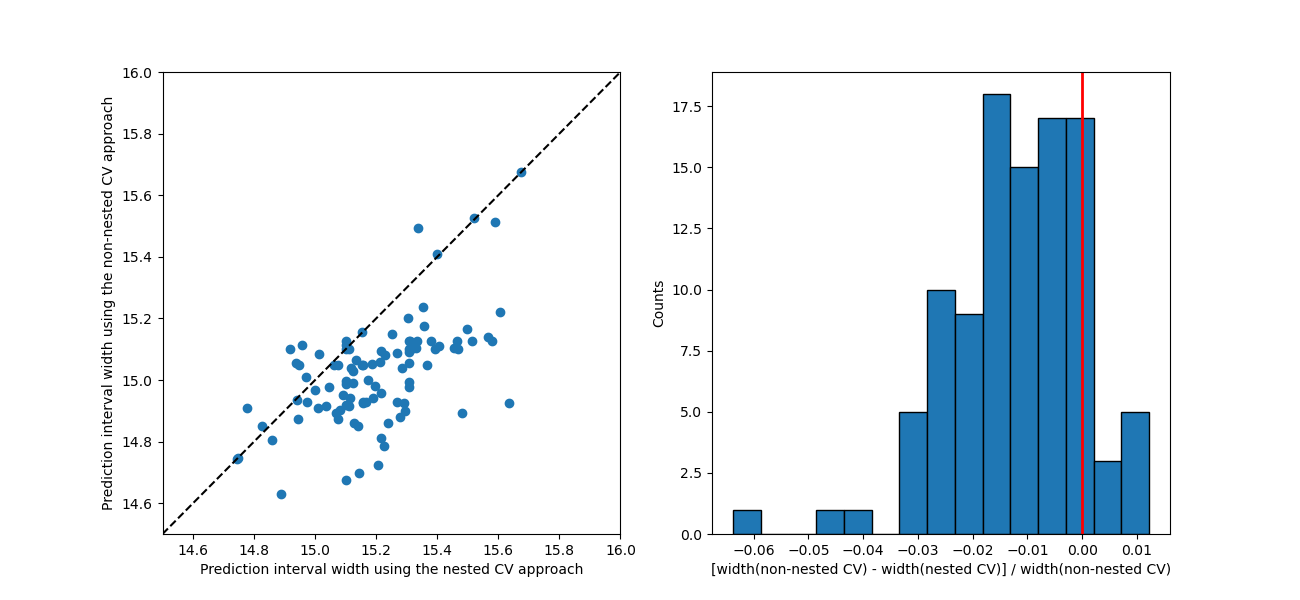 16.0
15.8
15.6
15.4
15.2
15.0
14.8
14.6
Prediction interval width using the non-nested CV approach
14.6 14.8 15.0 15.2 15.4 15.6 15.8 16.0
Prediction interval width using the nested CV approach
17.5
15.0
12.5
10.0
7.5
5.0
2.5
0.0
Counts
−0.06 −0.05 −0.04 −0.03 −0.02 −0.01 0.00 0.01
[width(non-nested CV) - width(nested CV)] / width(non-nested CV)